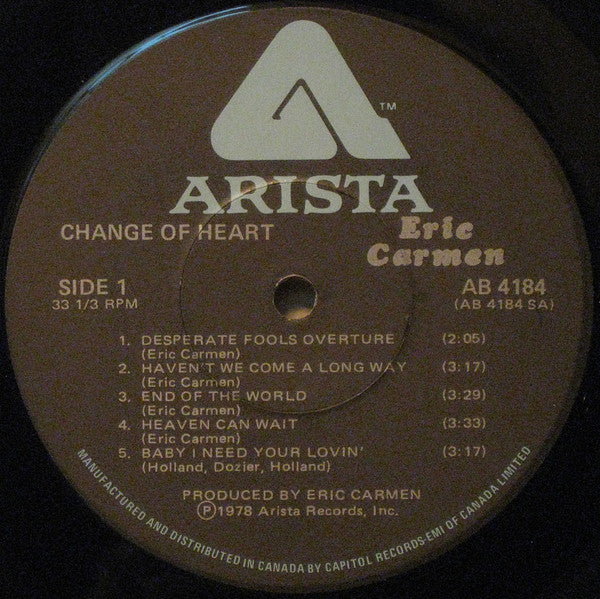 ™
ARISTA
CHANGE OF HEART
Eric
Carmen
SIDE 1
33 1/3 RPM
AB 4184
(AB 4184 SA)
1. DESPERATE FOOLS OVERTURE (2:05)
(Eric Carmen)
2. HAVEN'T WE COME A LONG WAY (3:17)
(Eric Carmen)
3. END OF THE WORLD (3:29)
(Eric Carmen)
4. HEAVEN CAN WAIT (3:33)
(Eric Carmen)
5. BABY I NEED YOUR LOVIN' (3:17)
(Holland, Dozier, Holland)
PRODUCED BY ERIC CARMEN
Ⓟ1978 Arista Records, Inc.
MANUFACTURED AND DISTRIBUTED IN CANADA BY CAPITOL RECORDS-EMI OF CANADA LIMITED